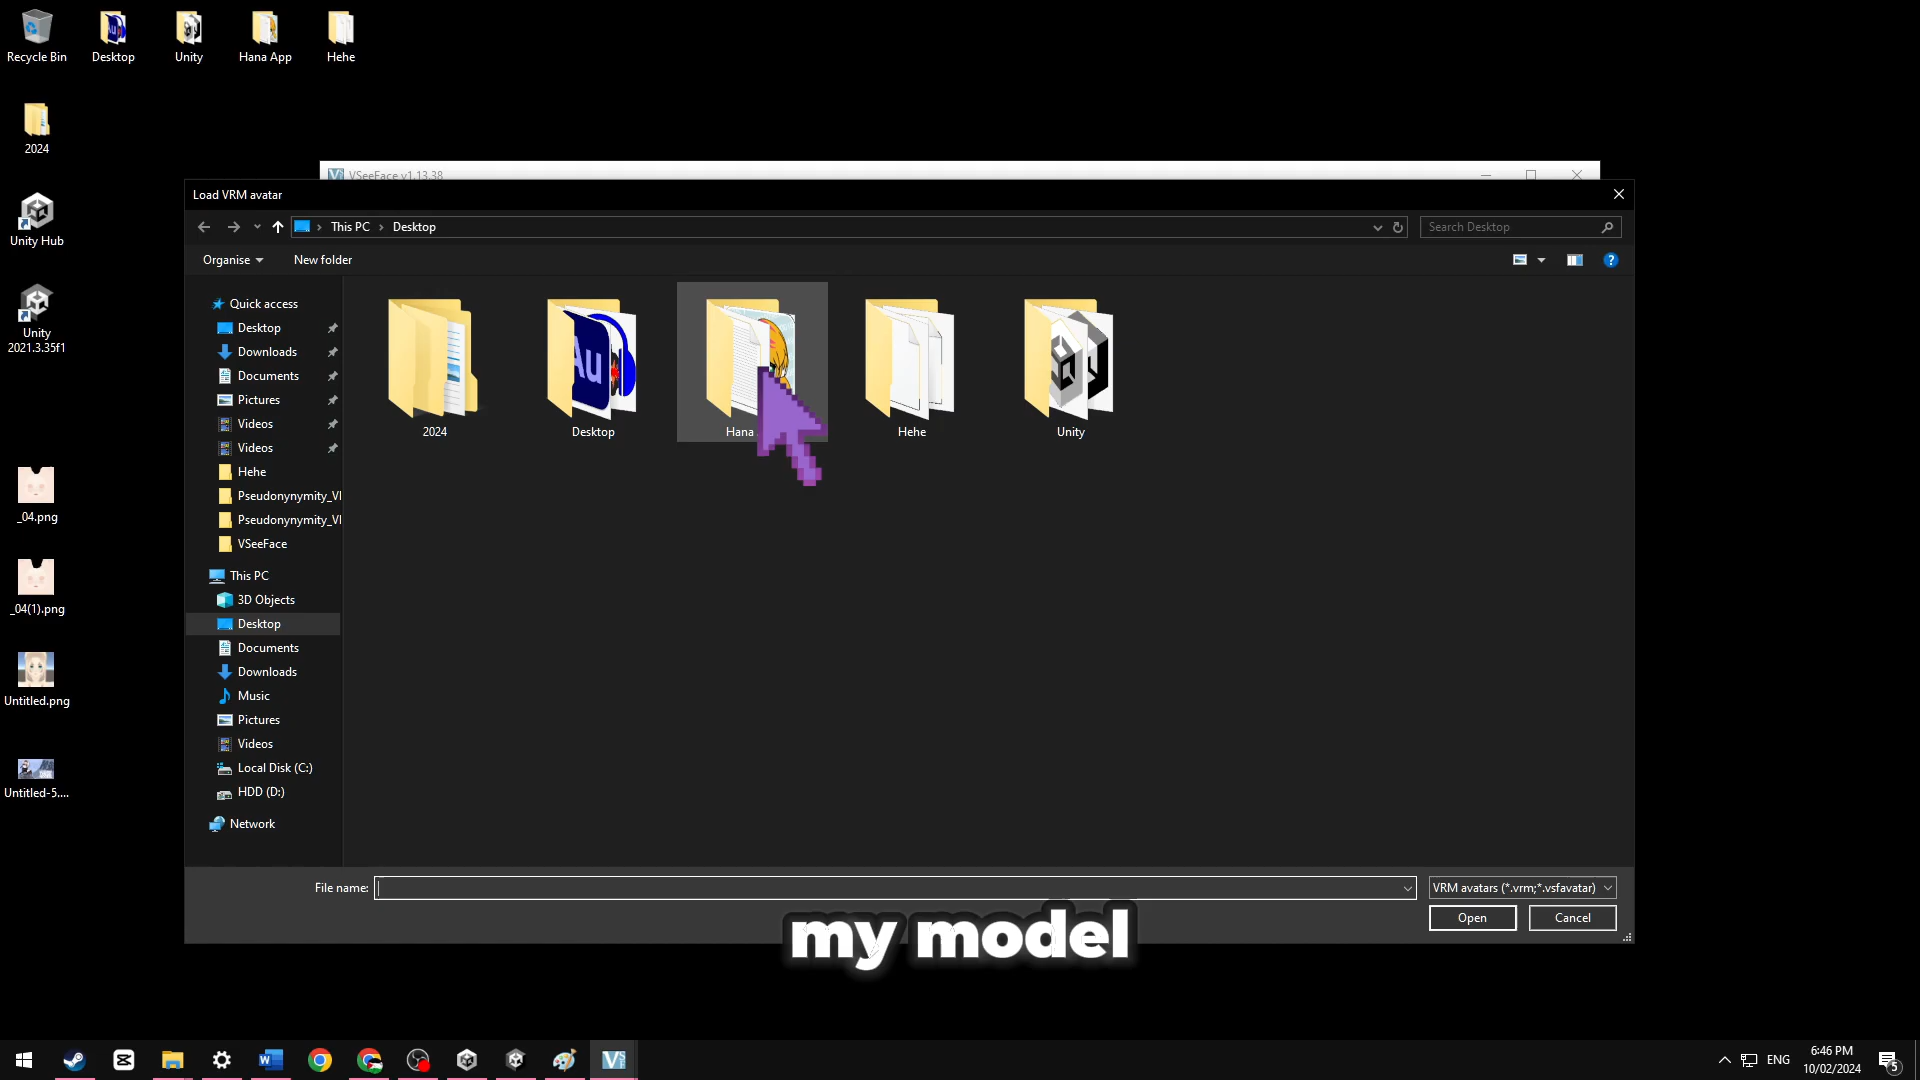 Recycle Bin
Desktop
Unity
Hana App
Hehe
2024
Unity Hub
Unity
2021.3.35f1
_04.png
_04(1).png
Untitled.png
Untitled-5....
VSeeFace v1.13.38
Load VRM avatar
This PC
Desktop
Search Desktop
Organise
New folder
Quick access
Desktop
Downloads
Documents
Pictures
Videos
Videos
Hehe
Pseudonynymity_V
Pseudonynymity_V
VSeeFace
This PC
3D Objects
Desktop
Documents
Downloads
Music
Pictures
Videos
Local Disk (C:)
HDD (D:)
Network
2024
Desktop
Au
Hana
Hehe
Unity
File name:
VRM avatars (*.vrm;*.vsfavatar)
Open
Cancel
my model
ENG
6:46 PM
10/02/2024
5